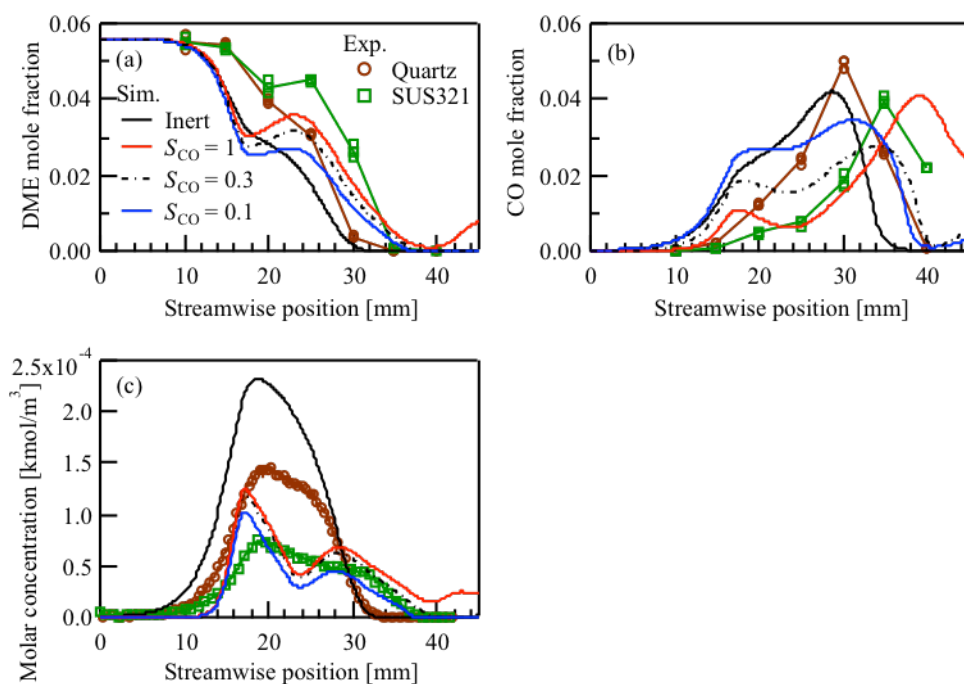 0.06
0.04
0.02
0.00
DME mole fraction
(a)
Sim.
Inert
S_CO = 1
S_CO = 0.3
S_CO = 0.1
Exp.
Quartz
SUS321
0 10 20 30 40
Streamwise position [mm]
0.06
0.04
0.02
0.00
CO mole fraction
(b)
0 10 20 30 40
Streamwise position [mm]
2.5x10⁻⁴
2.0
1.5
1.0
0.5
0.0
Molar concentration [kmol/m³]
(c)
0 10 20 30 40
Streamwise position [mm]